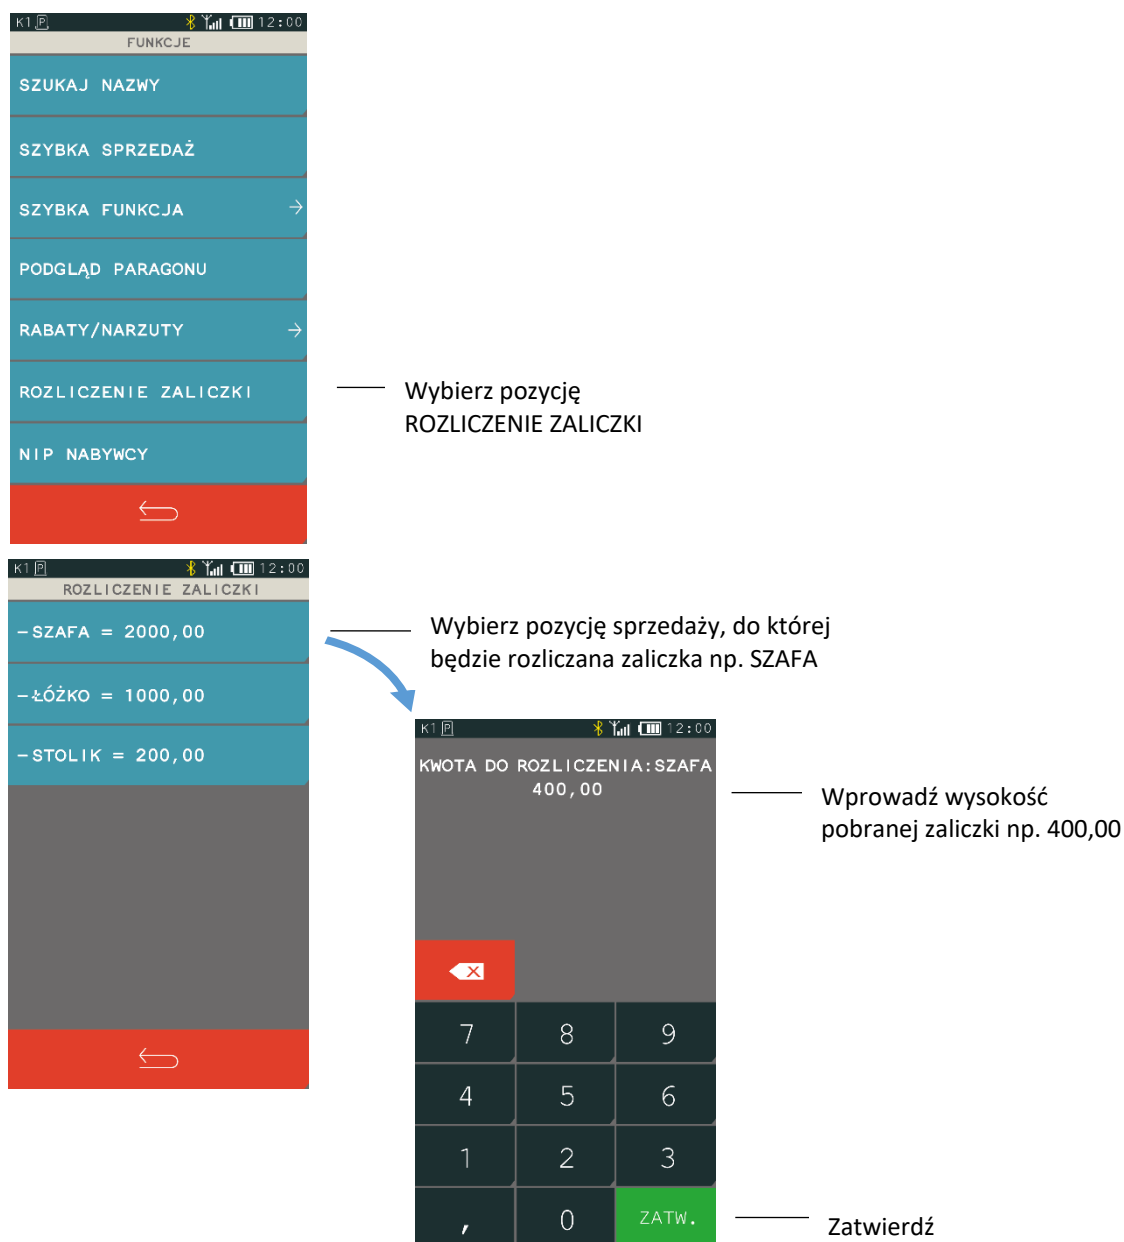 K1 P 12:00
FUNKCJE
SZUKAJ NAZWY
SZYBKA SPRZEDAŻ
SZYBKA FUNKCJA
PODGLĄD PARAGONU
RABATY/NARZUTY
ROZLICZENIE ZALICZKI
NIP NABYWCY
Wybierz pozycję
ROZLICZENIE ZALICZKI
K1 P 12:00
ROZLICZENIE ZALICZKI
-SZAFA = 2000,00
-ŁÓŻKO = 1000,00
-STOLIK = 200,00
Wybierz pozycję sprzedaży, do której
będzie rozliczana zaliczka np. SZAFA
K1 P 12:00
KWOTA DO ROZLICZENIA:SZAFA
400,00
7 8 9
4 5 6
1 2 3
, 0 ZATW.
Wprowadź wysokość
pobranej zaliczki np. 400,00
Zatwierdź